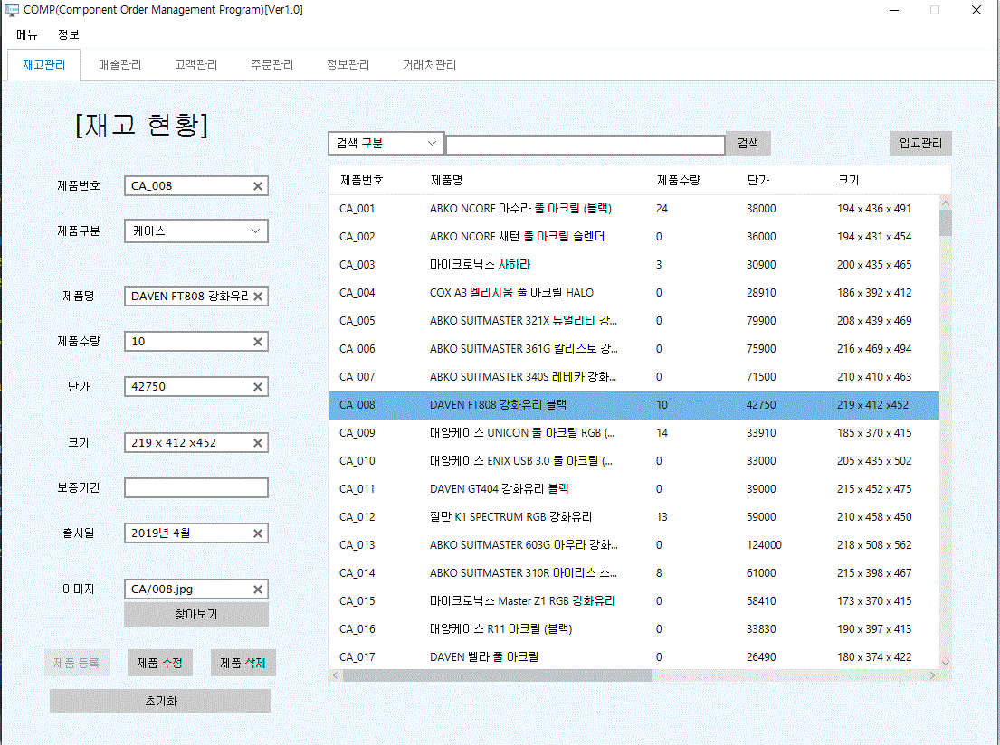 COMP(Component Order Management Program)[Ver1.0]
메뉴 정보
재고관리 매출관리 고객관리 주문관리 정보관리 거래처관리
[재고 현황]
검색 구분 검색 입고관리
제품번호 CA_008
제품구분 케이스
제품명 DAVEN FT808 강화유리
제품수량 10
단가 42750
크기 219 x 412 x452
보증기간
출시일 2019년 4월
이미지 CA/008.jpg
찾아보기
제품 등록 제품 수정 제품 삭제
초기화
제품번호 제품명 제품수량 단가 크기
CA_001 ABKO NCORE 아수라 풀 아크릴 (블랙) 24 38000 194 x 436 x 491
CA_002 ABKO NCORE 새턴 풀 아크릴 슬렌더 0 36000 194 x 431 x 454
CA_003 마이크로닉스 사하라 3 30900 200 x 435 x 465
CA_004 COX A3 엘리시움 풀 아크릴 HALO 0 28910 186 x 392 x 412
CA_005 ABKO SUITMASTER 321X 듀얼리티 강... 0 79900 208 x 439 x 469
CA_006 ABKO SUITMASTER 361G 칼리스토 강... 0 75900 216 x 469 x 494
CA_007 ABKO SUITMASTER 340S 레베카 강화... 0 71500 210 x 410 x 463
CA_008 DAVEN FT808 강화유리 블랙 10 42750 219 x 412 x452
CA_009 대양케이스 UNICON 풀 아크릴 RGB (... 14 33910 185 x 370 x 415
CA_010 대양케이스 ENIX USB 3.0 풀 아크릴 (... 0 33000 205 x 435 x 502
CA_011 DAVEN GT404 강화유리 블랙 0 39000 215 x 452 x 475
CA_012 잘만 K1 SPECTRUM RGB 강화유리 13 59000 210 x 458 x 450
CA_013 ABKO SUITMASTER 603G 아우라 강화... 0 124000 218 x 508 x 562
CA_014 ABKO SUITMASTER 310R 아이리스 스... 8 61000 215 x 398 x 467
CA_015 마이크로닉스 Master Z1 RGB 강화유리 0 58410 173 x 370 x 415
CA_016 대양케이스 R11 아크릴 (블랙) 0 33830 190 x 397 x 413
CA_017 DAVEN 벨라 풀 아크릴 0 26490 180 x 374 x 422